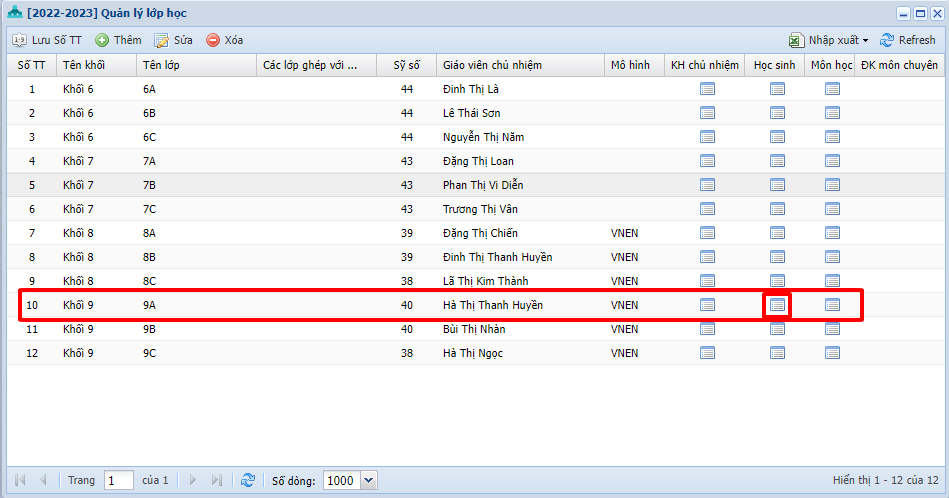 [2022-2023] Quản lý lớp học
1-9 Lưu Số TT Thêm Sửa Xóa Nhập xuất Refresh
Số TT Tên khối Tên lớp Các lớp ghép với ... Sỹ số Giáo viên chủ nhiệm Mô hình KH chủ nhiệm Học sinh Môn học ĐK môn chuyên
1 Khối 6 6A 44 Đinh Thị Là
2 Khối 6 6B 44 Lê Thái Sơn
3 Khối 6 6C 44 Nguyễn Thị Năm
4 Khối 7 7A 43 Đặng Thị Loan
5 Khối 7 7B 43 Phan Thị Vi Diễn
6 Khối 7 7C 43 Trương Thị Vân
7 Khối 8 8A 39 Đặng Thị Chiến VNEN
8 Khối 8 8B 39 Đinh Thị Thanh Huyền VNEN
9 Khối 8 8C 38 Lã Thị Kim Thành VNEN
10 Khối 9 9A 40 Hà Thị Thanh Huyền VNEN
11 Khối 9 9B 40 Bùi Thị Nhàn VNEN
12 Khối 9 9C 38 Hà Thị Ngọc VNEN
Trang 1 của 1 Số dòng: 1000 Hiển thị 1 - 12 của 12